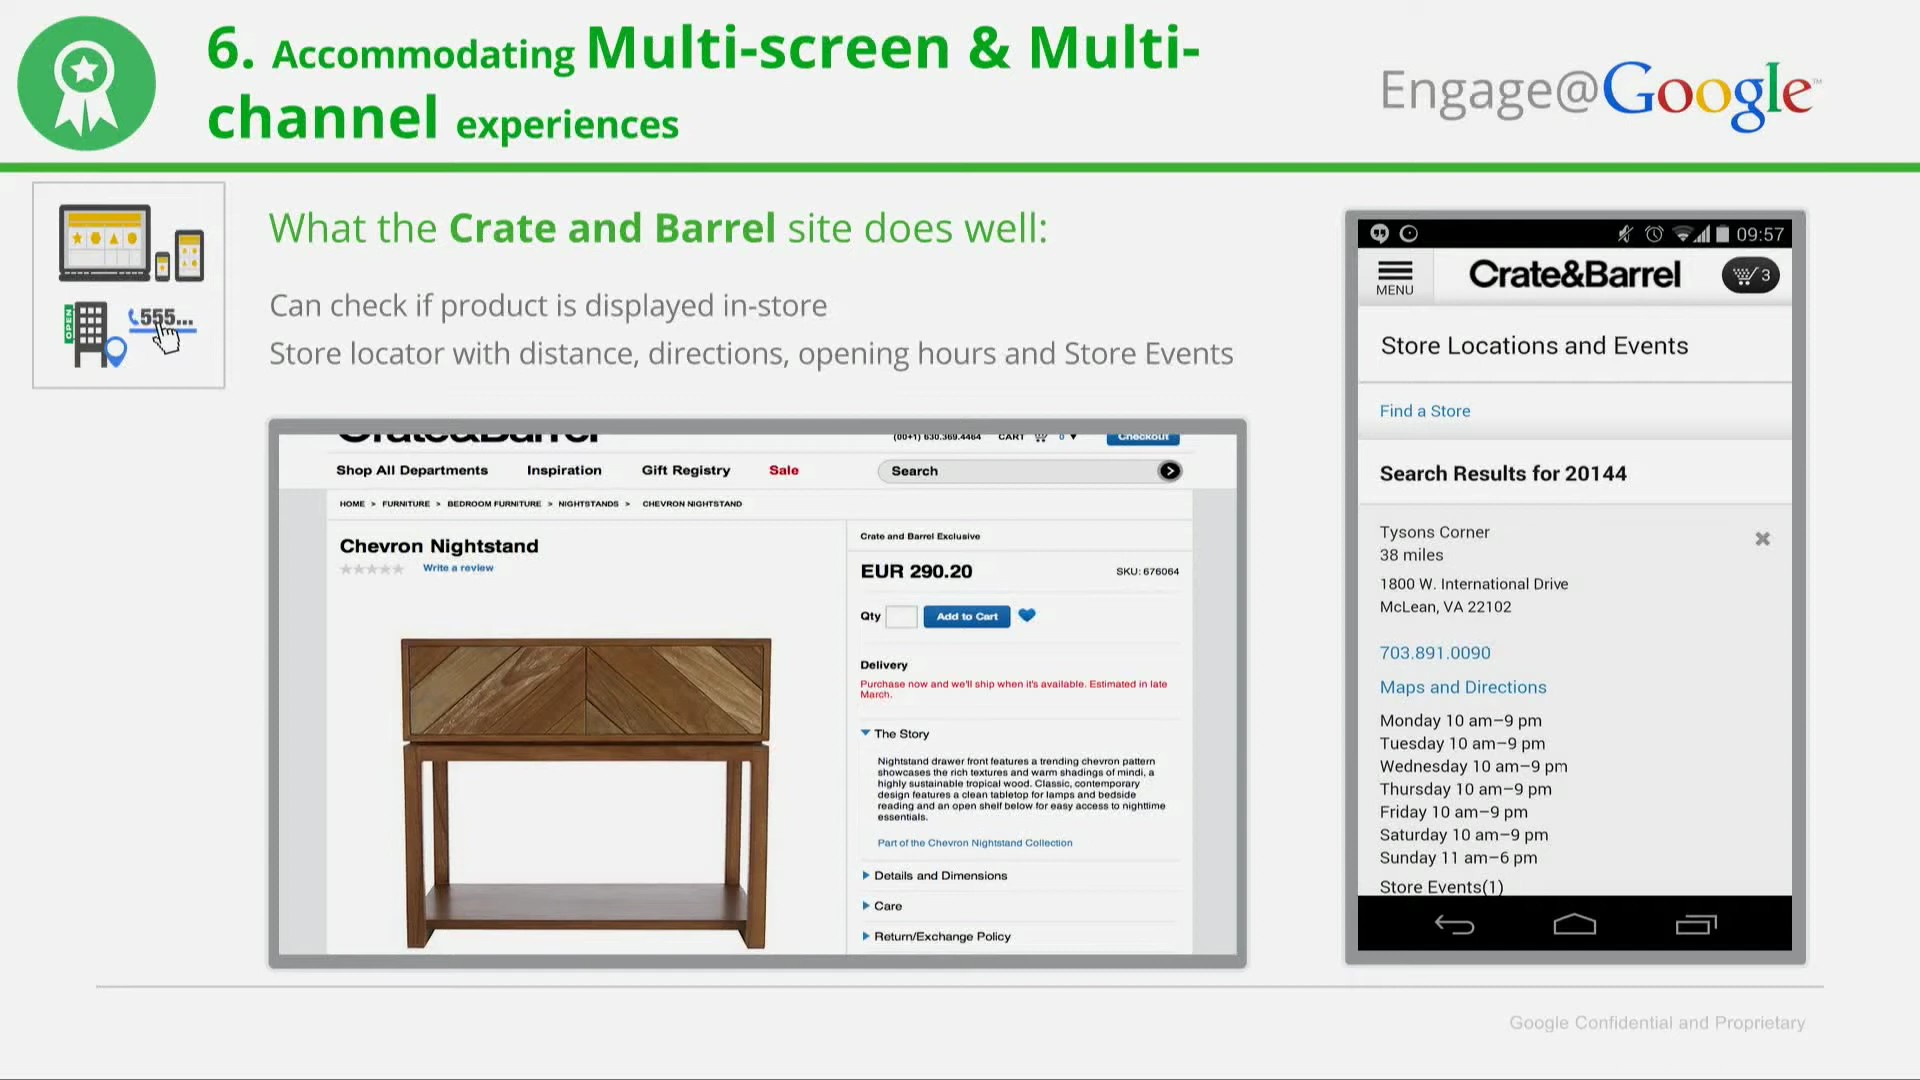 6. Accommodating Multi-screen & Multi-
channel experiences
Engage@Google™
OPEN
555...
What the Crate and Barrel site does well:
Can check if product is displayed in-store
Store locator with distance, directions, opening hours and Store Events
Crate&Barrel
(00+1) 630.369.4464 CART 0
Checkout
Shop All Departments Inspiration Gift Registry Sale Search
HOME > FURNITURE > BEDROOM FURNITURE > NIGHTSTANDS > CHEVRON NIGHTSTAND
Chevron Nightstand
Write a review
Crate and Barrel Exclusive
EUR 290.20 SKU: 676064
Qty Add to Cart
Delivery
Purchase now and we'll ship when it's available. Estimated in late
March.
The Story
Nightstand drawer front features a trending chevron pattern
showcases the rich textures and warm shadings of mindi, a
highly sustainable tropical wood. Classic, contemporary
design features a clean tabletop for lamps and bedside
reading and an open shelf below for easy access to nighttime
essentials.
Part of the Chevron Nightstand Collection
Details and Dimensions
Care
Return/Exchange Policy
09:57
MENU
Crate&Barrel
3
Store Locations and Events
Find a Store
Search Results for 20144
Tysons Corner
38 miles
1800 W. International Drive
McLean, VA 22102
703.891.0090
Maps and Directions
Monday 10 am–9 pm
Tuesday 10 am–9 pm
Wednesday 10 am–9 pm
Thursday 10 am–9 pm
Friday 10 am–9 pm
Saturday 10 am–9 pm
Sunday 11 am–6 pm
Store Events(1)
Google Confidential and Proprietary